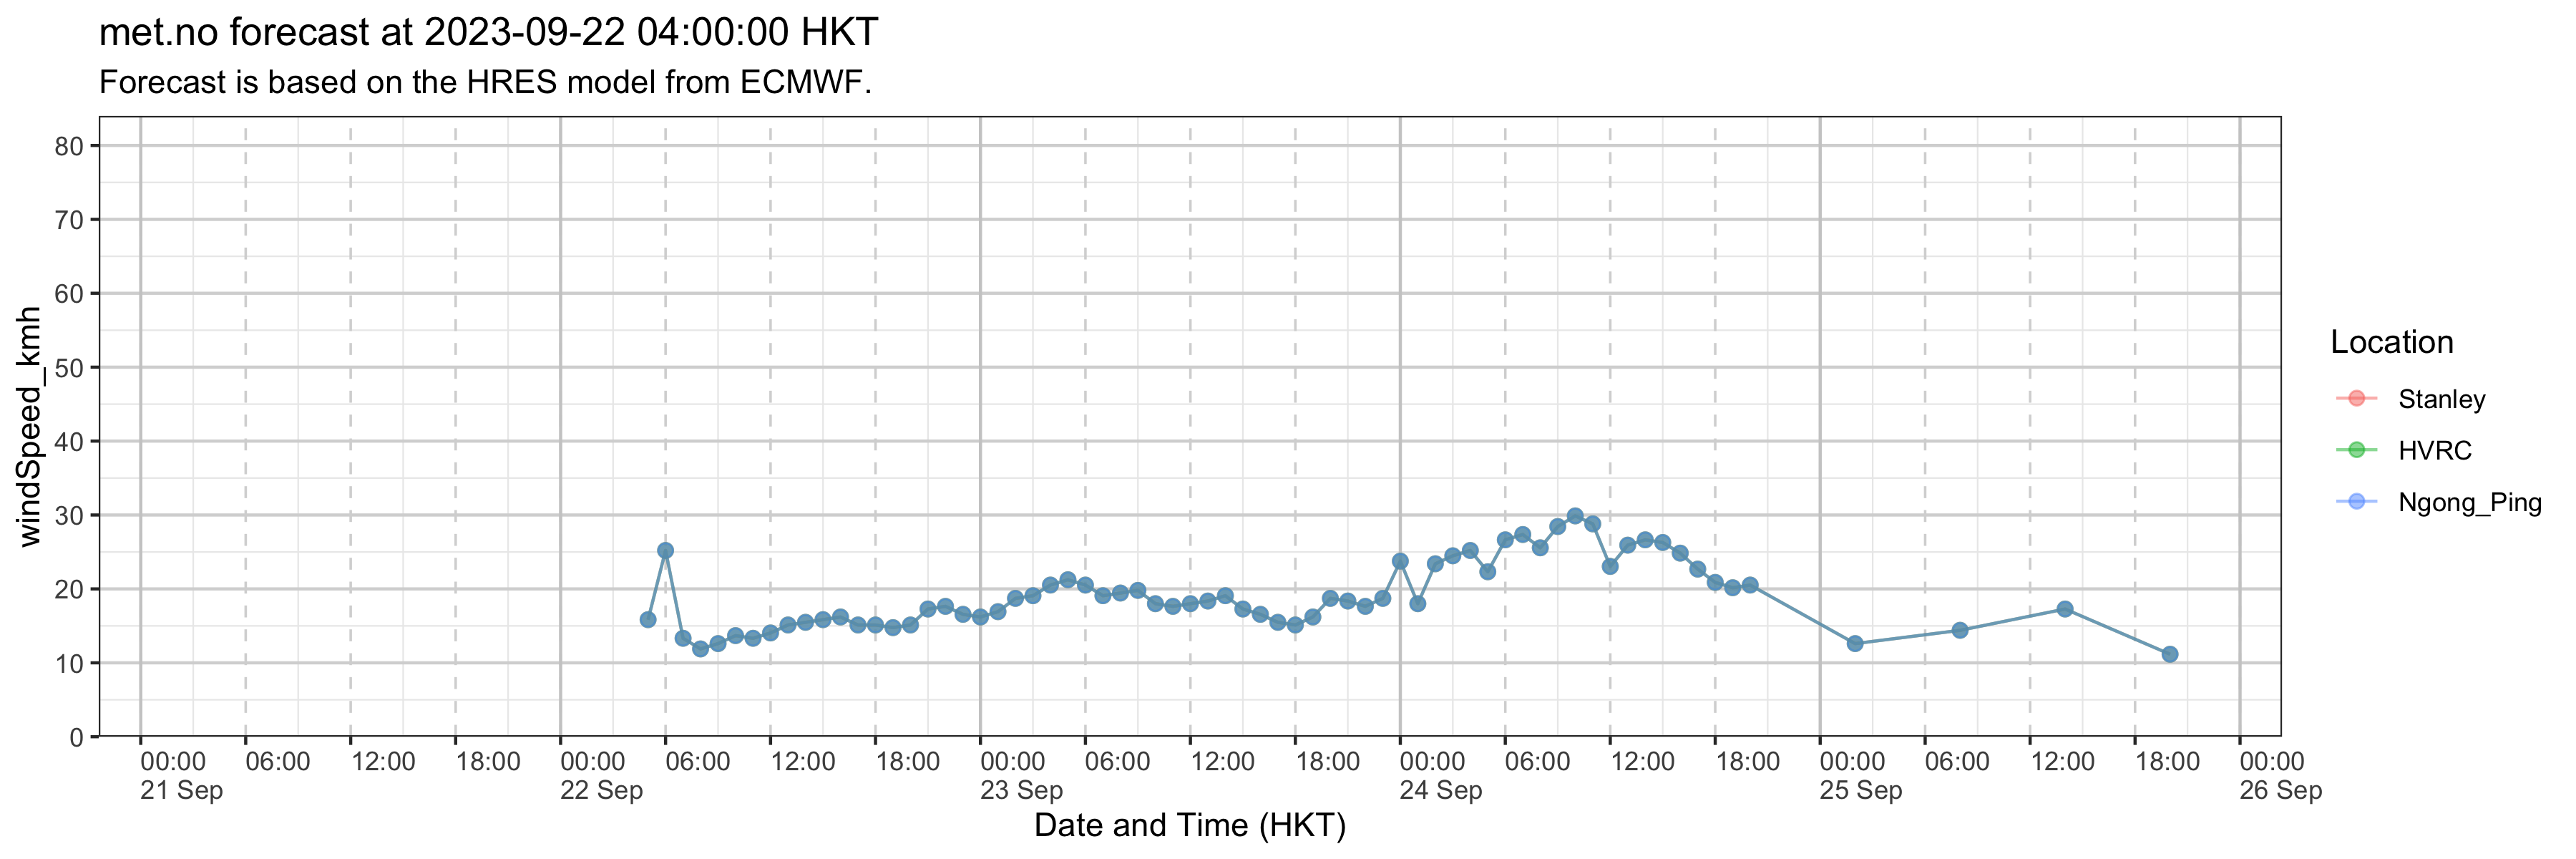 met.no forecast at 2023-09-22 04:00:00 HKT
Forecast is based on the HRES model from ECMWF.
80
70
60
50
40
30
20
10
0
windSpeed_kmh
00:00 06:00 12:00 18:00 00:00 06:00 12:00 18:00 00:00 06:00 12:00 18:00 00:00 06:00 12:00 18:00 00:00 06:00 12:00 18:00 00:00
21 Sep 22 Sep 23 Sep 24 Sep 25 Sep 26 Sep
Date and Time (HKT)
Location
Stanley
HVRC
Ngong_Ping